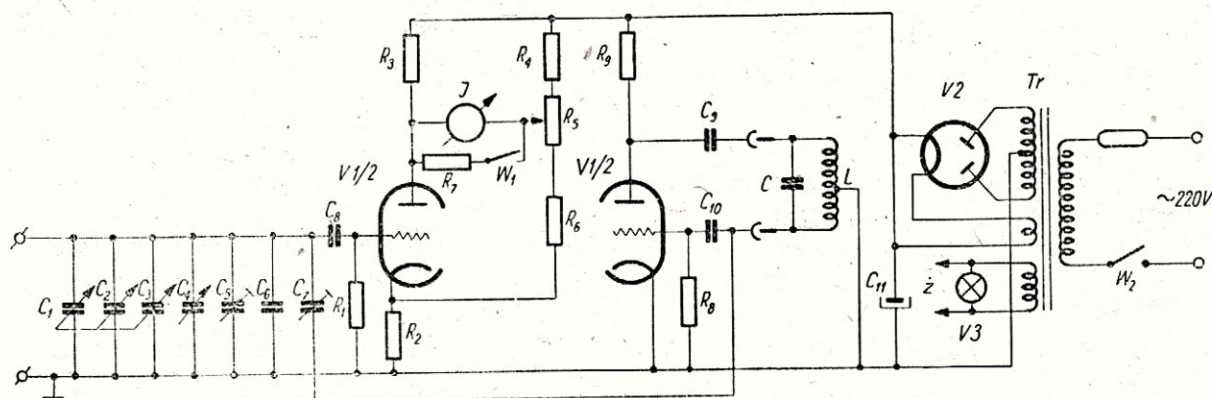 R3
R4
R9
J
R5
C9
V2
Tr
R7
W1
V1/2
V1/2
C
L
~220V
C8
R6
C10
C1
C2
C3
C4
C5
C6
C7
R1
R2
R8
C11
ż
V3
W2